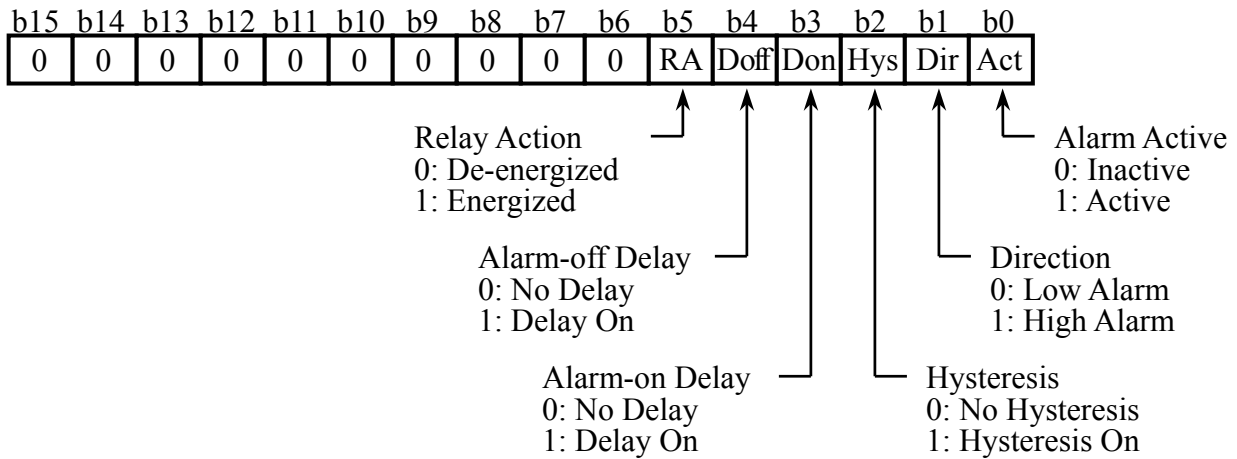 b15 b14 b13 b12 b11 b10 b9 b8 b7 b6 b5 b4 b3 b2 b1 b0
0 0 0 0 0 0 0 0 0 0 RA Doff Don Hys Dir Act
Relay Action
0: De-energized
1: Energized
Alarm Active
0: Inactive
1: Active
Alarm-off Delay
0: No Delay
1: Delay On
Direction
0: Low Alarm
1: High Alarm
Alarm-on Delay
0: No Delay
1: Delay On
Hysteresis
0: No Hysteresis
1: Hysteresis On